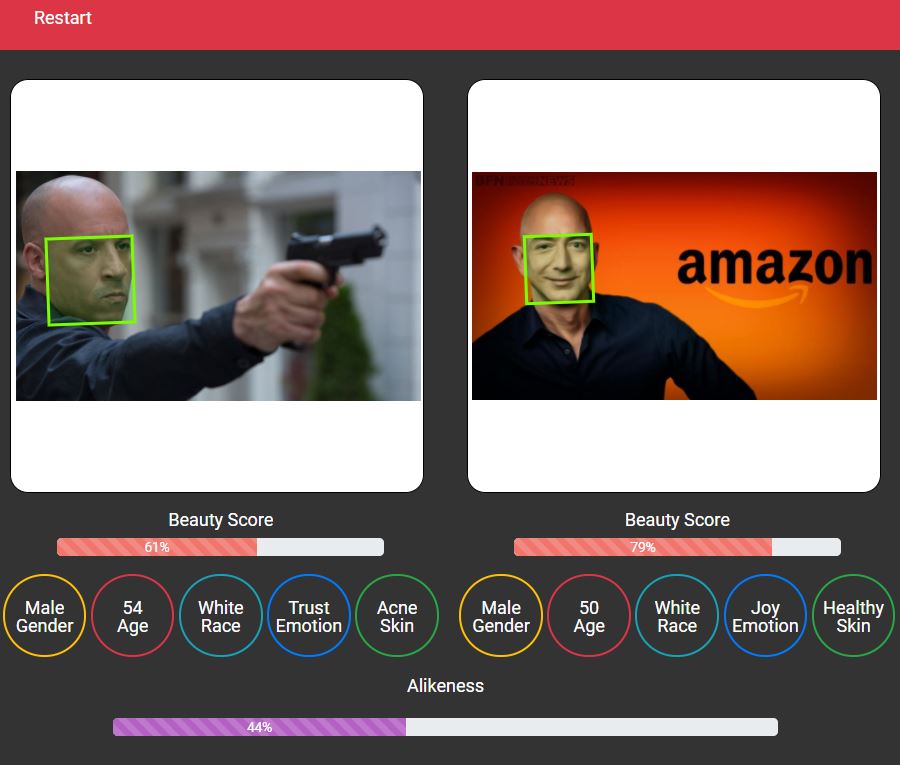 Restart
amazon
Beauty Score
61%
Male
Gender
54
Age
White
Race
Trust
Emotion
Acne
Skin
Beauty Score
79%
Male
Gender
50
Age
White
Race
Joy
Emotion
Healthy
Skin
Alikeness
44%